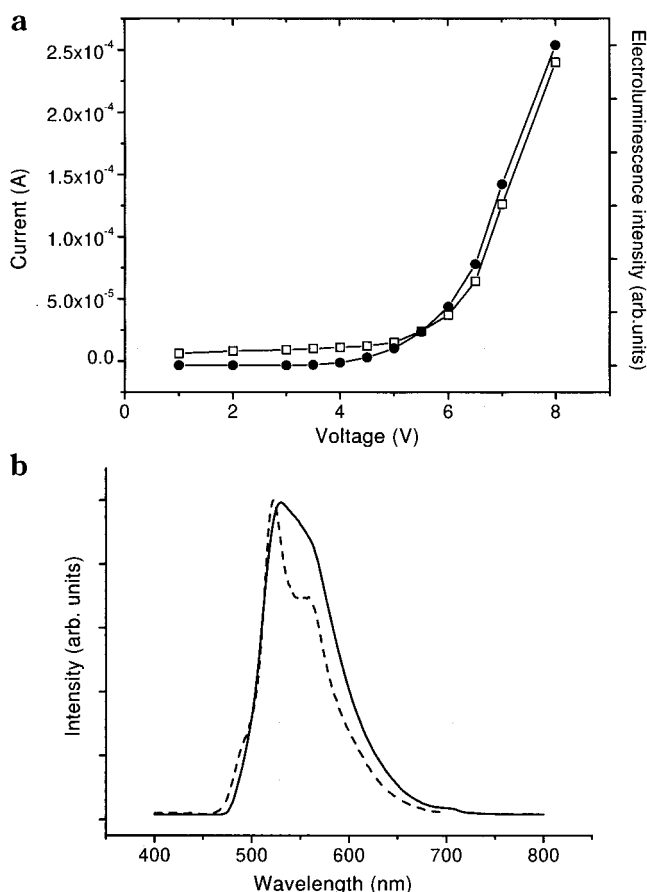 a
2.5x10⁻⁴
2.0x10⁻⁴
1.5x10⁻⁴
1.0x10⁻⁴
5.0x10⁻⁵
0.0
Current (A)
Electroluminescence intensity (arb.units)
0 2 4 6 8
Voltage (V)
b
Intensity (arb. units)
400 500 600 700 800
Wavelength (nm)